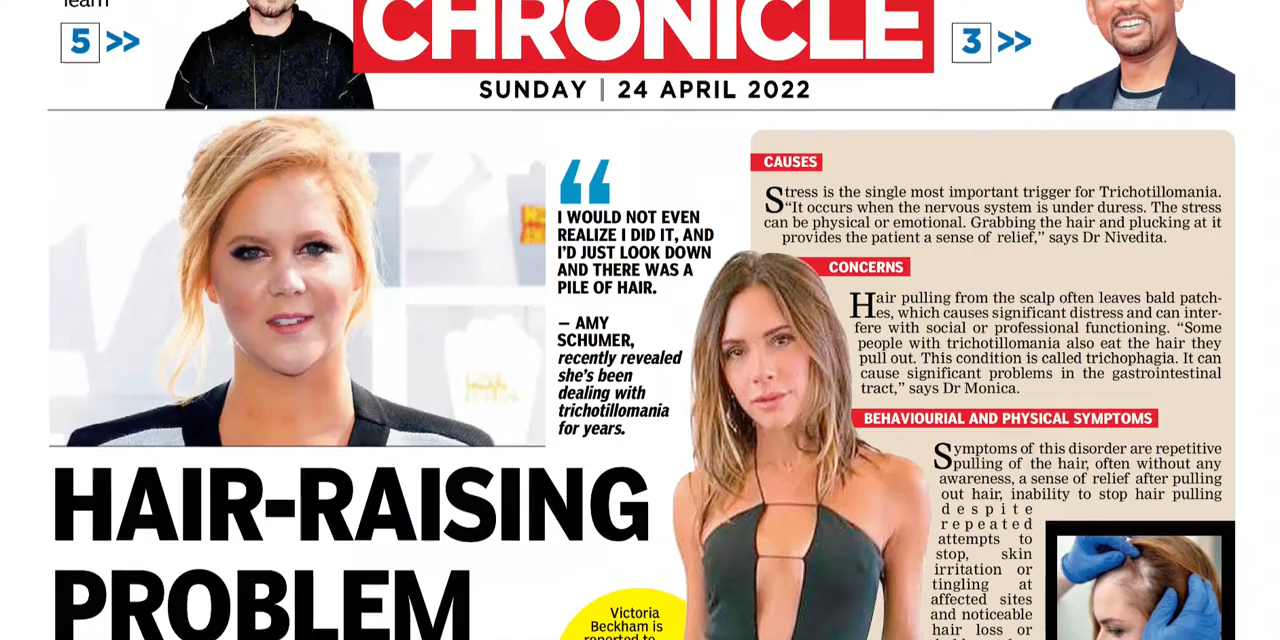 learn
5 >>
CHRONICLE
3 >>
SUNDAY | 24 APRIL 2022
“
I WOULD NOT EVEN
REALIZE I DID IT, AND
I’D JUST LOOK DOWN
AND THERE WAS A
PILE OF HAIR.
— AMY
SCHUMER,
recently revealed
she’s been
dealing with
trichotillomania
for years.
HAIR-RAISING
PROBLEM
Victoria
Beckham is
reported to
CAUSES
Stress is the single most important trigger for Trichotillomania.
“It occurs when the nervous system is under duress. The stress
can be physical or emotional. Grabbing the hair and plucking at it
provides the patient a sense of relief,” says Dr Nivedita.
CONCERNS
Hair pulling from the scalp often leaves bald patch-
es, which causes significant distress and can inter-
fere with social or professional functioning. “Some
people with trichotillomania also eat the hair they
pull out. This condition is called trichophagia. It can
cause significant problems in the gastrointestinal
tract,” says Dr Monica.
BEHAVIOURIAL AND PHYSICAL SYMPTOMS
Symptoms of this disorder are repetitive
pulling of the hair, often without any
awareness, a sense of relief after pulling
out hair, inability to stop hair pulling
despite
repeated
attempts to
stop, skin
irritation or
tingling at
affected sites
and noticeable
hair loss or